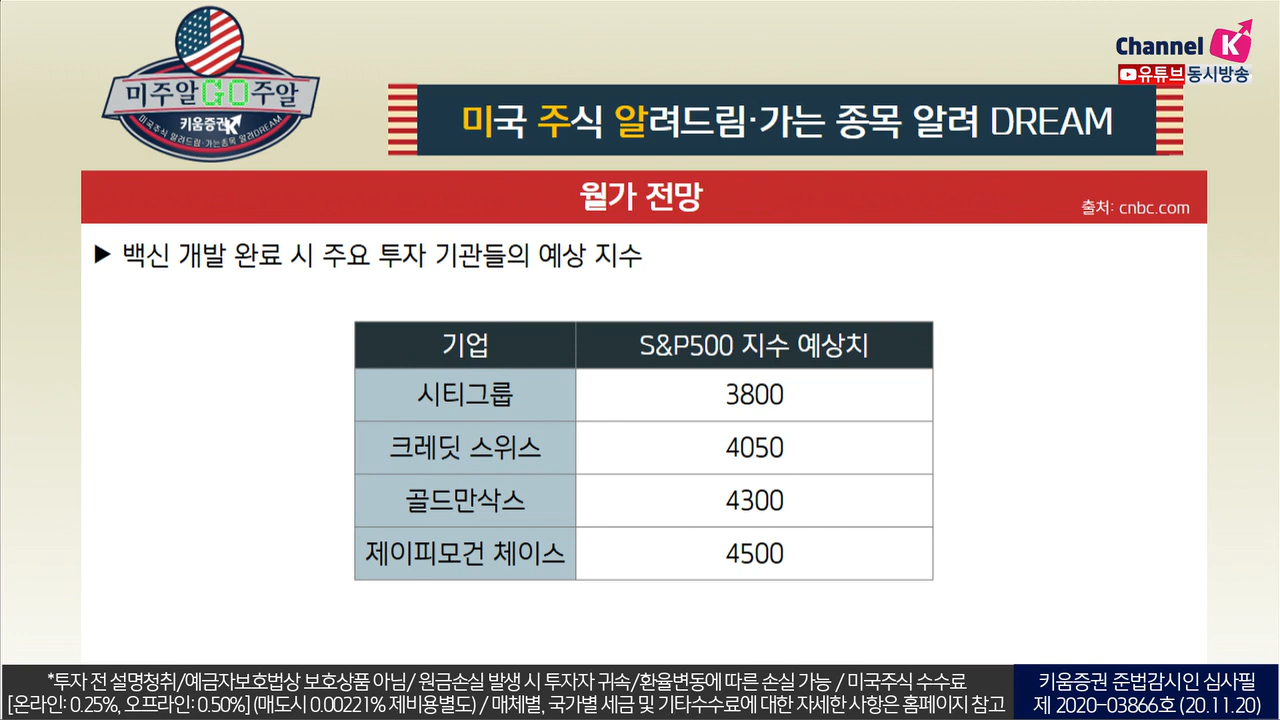 미주알GO주알
키움증권
미국주식 알려드림·가는종목 알려DREAM
Channel K
유튜브 동시방송
미국 주식 알려드림·가는 종목 알려 DREAM
월가 전망
출처: cnbc.com
▶ 백신 개발 완료 시 주요 투자 기관들의 예상 지수
기업 S&P500 지수 예상치
시티그룹 3800
크레딧 스위스 4050
골드만삭스 4300
제이피모건 체이스 4500
*투자 전 설명청취/예금자보호법상 보호상품 아님/ 원금손실 발생 시 투자자 귀속/환율변동에 따른 손실 가능 / 미국주식 수수료
[온라인: 0.25%, 오프라인: 0.50%] (매도시 0.00221% 제비용별도) / 매체별, 국가별 세금 및 기타수수료에 대한 자세한 사항은 홈페이지 참고
키움증권 준법감시인 심사필
제 2020-03866호 (20.11.20)